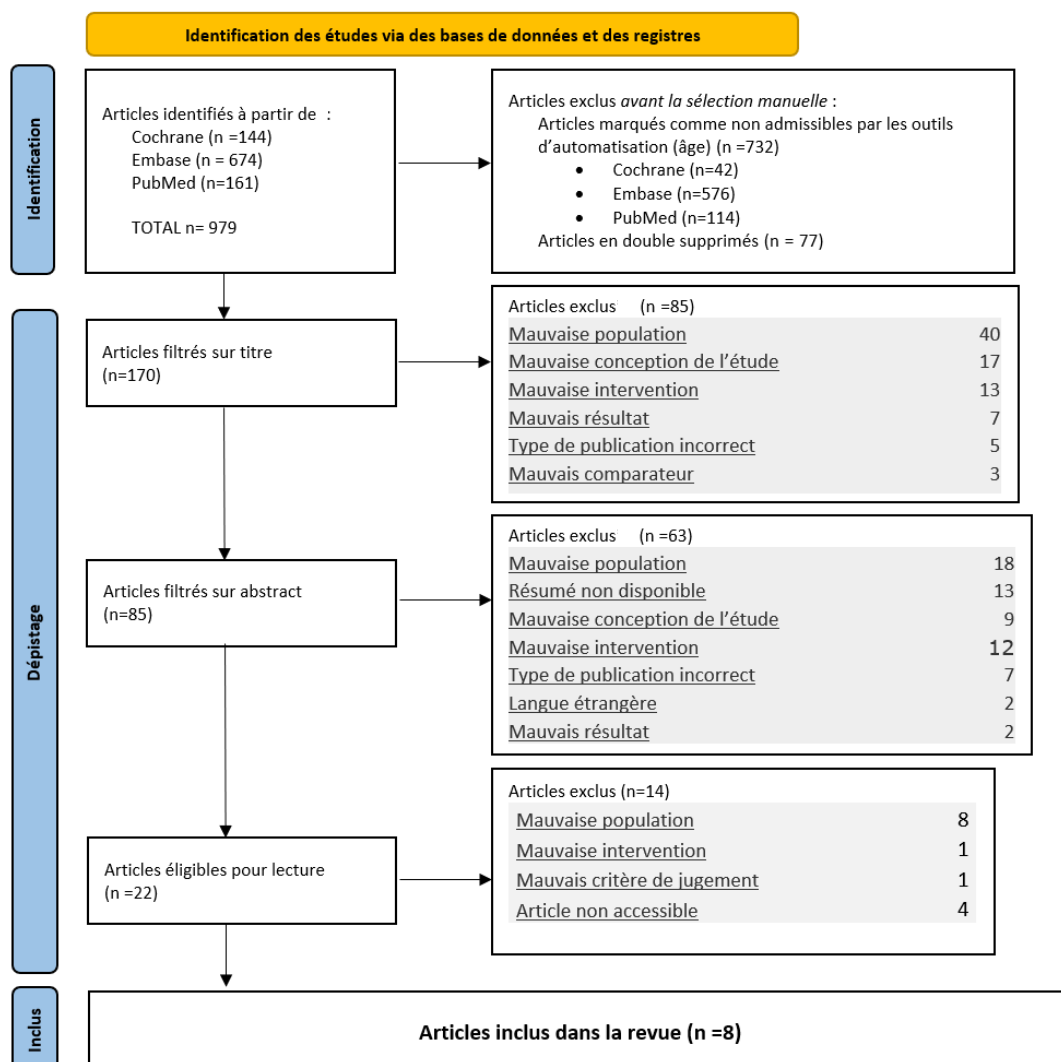 Identification des études via des bases de données et des registres
Identification
Articles identifiés à partir de :
Cochrane (n =144)
Embase (n = 674)
PubMed (n=161)
TOTAL n= 979
Articles exclus avant la sélection manuelle :
Articles marqués comme non admissibles par les outils
d’automatisation (âge) (n =732)
• Cochrane (n=42)
• Embase (n=576)
• PubMed (n=114)
Articles en double supprimés (n = 77)
Dépistage
Articles filtrés sur titre
(n=170)
Articles exclus (n =85)
Mauvaise population 40
Mauvaise conception de l’étude 17
Mauvaise intervention 13
Mauvais résultat 7
Type de publication incorrect 5
Mauvais comparateur 3
Articles filtrés sur abstract
(n=85)
Articles exclus (n =63)
Mauvaise population 18
Résumé non disponible 13
Mauvaise conception de l’étude 9
Mauvaise intervention 12
Type de publication incorrect 7
Langue étrangère 2
Mauvais résultat 2
Articles éligibles pour lecture
(n =22)
Articles exclus (n=14)
Mauvaise population 8
Mauvaise intervention 1
Mauvais critère de jugement 1
Article non accessible 4
Inclus
Articles inclus dans la revue (n =8)